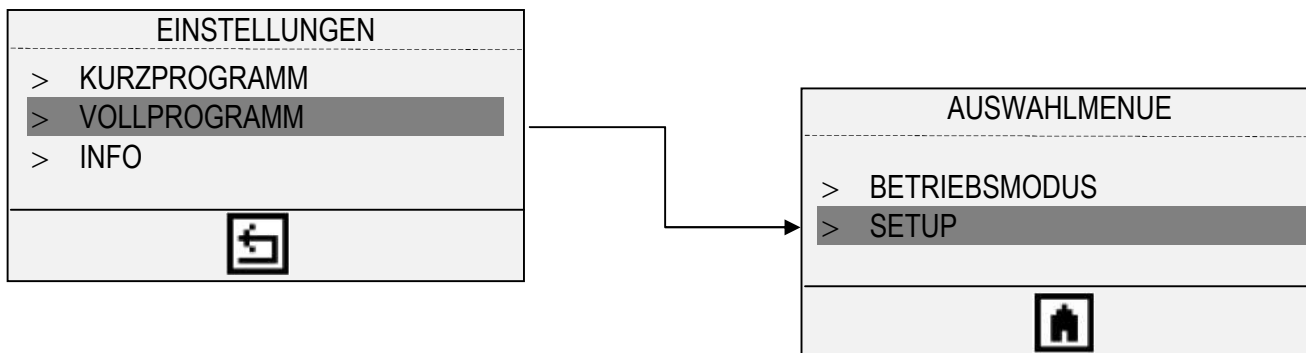 EINSTELLUNGEN
> KURZPROGRAMM
> VOLLPROGRAMM
> INFO
AUSWAHLMENUE
> BETRIEBSMODUS
> SETUP